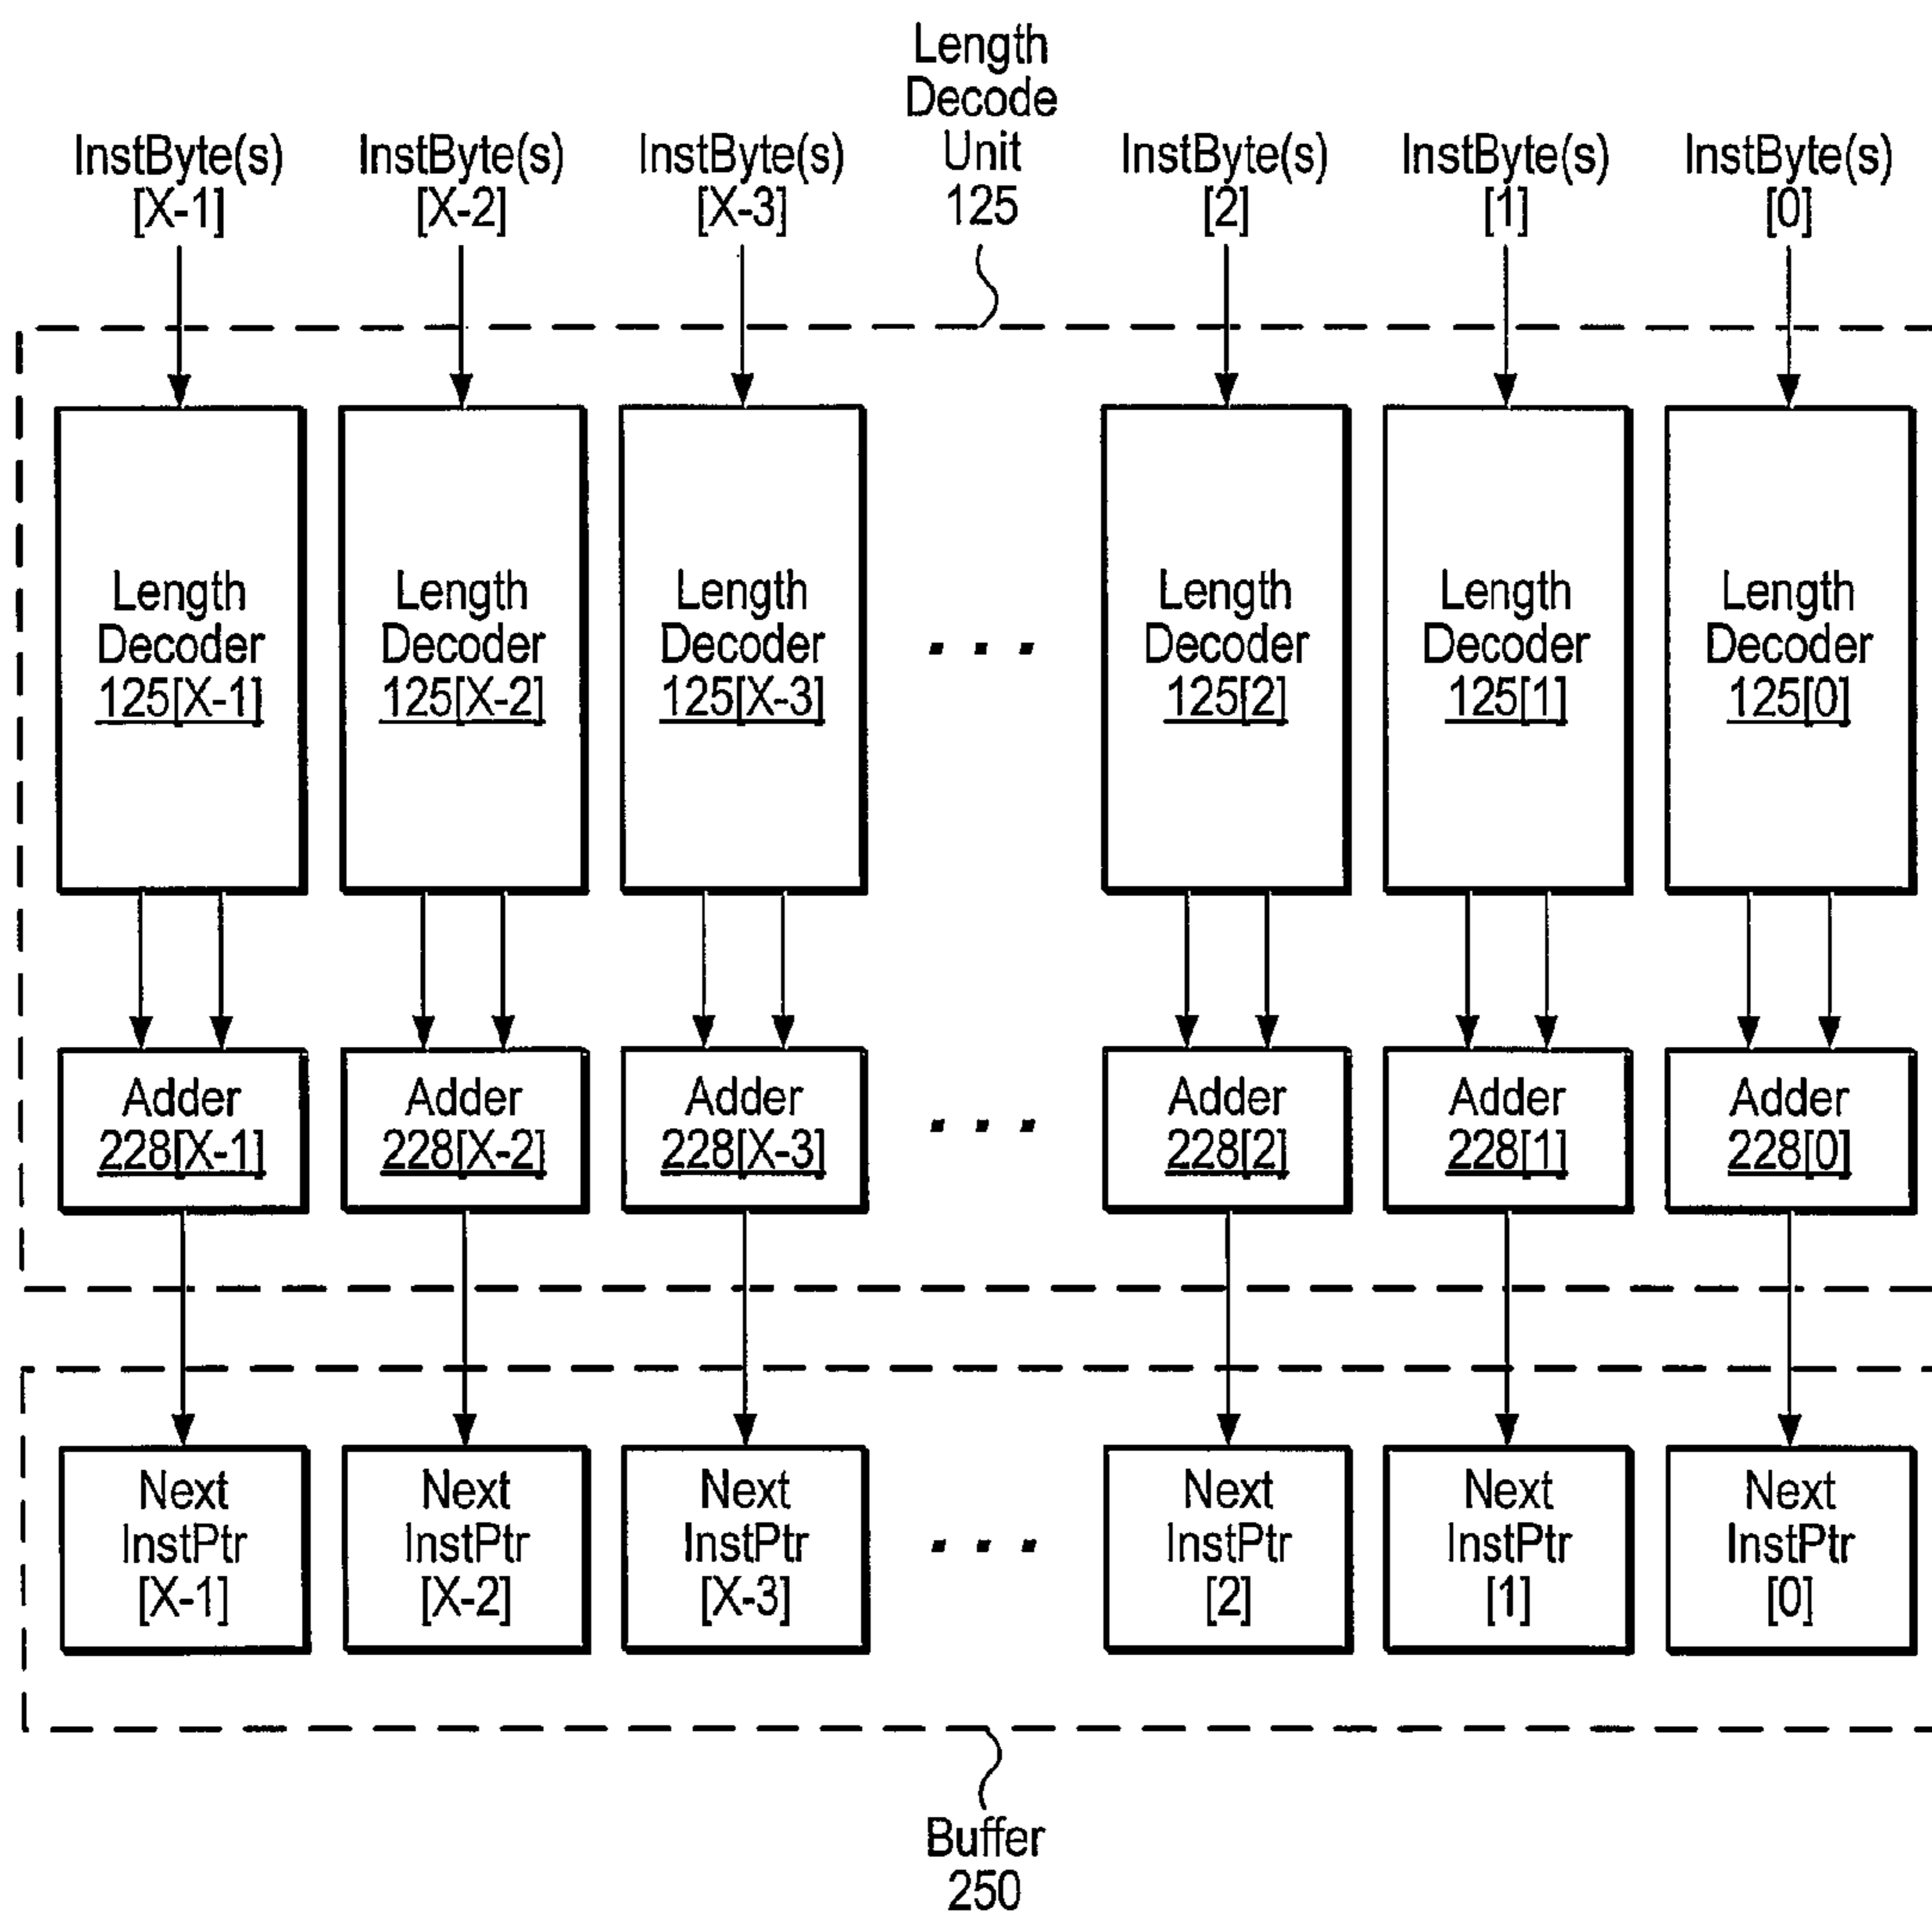 Length
Decode
Unit
125
InstByte(s)
[X-1]
InstByte(s)
[X-2]
InstByte(s)
[X-3]
InstByte(s)
[2]
InstByte(s)
[1]
InstByte(s)
[0]
Length
Decoder
125[X-1]
Length
Decoder
125[X-2]
Length
Decoder
125[X-3]
. . .
Length
Decoder
125[2]
Length
Decoder
125[1]
Length
Decoder
125[0]
Adder
228[X-1]
Adder
228[X-2]
Adder
228[X-3]
. . .
Adder
228[2]
Adder
228[1]
Adder
228[0]
Next
InstPtr
[X-1]
Next
InstPtr
[X-2]
Next
InstPtr
[X-3]
. . .
Next
InstPtr
[2]
Next
InstPtr
[1]
Next
InstPtr
[0]
Buffer
250